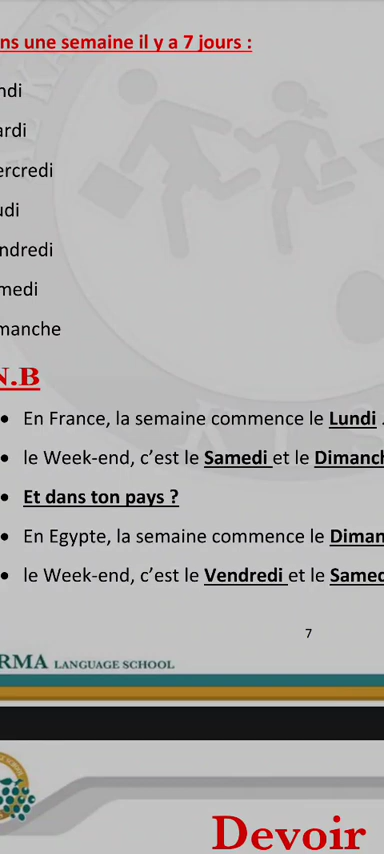 ns une semaine il y a 7 jours :
ndi
ardi
ercredi
udi
ndredi
medi
manche
N.B
• En France, la semaine commence le Lundi .
• le Week-end, c’est le Samedi et le Dimanch
• Et dans ton pays ?
• En Egypte, la semaine commence le Diman
• le Week-end, c’est le Vendredi et le Samed
7
RMA LANGUAGE SCHOOL
Devoir